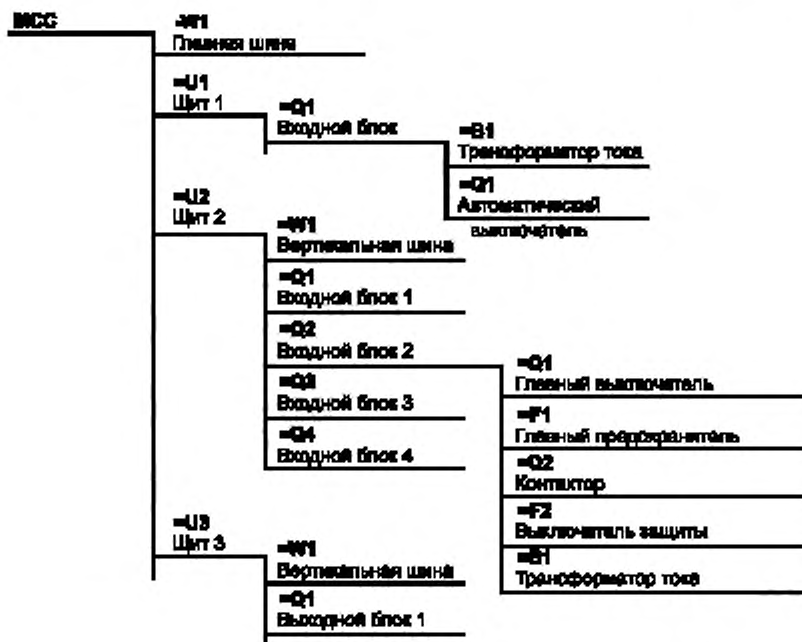 MCC
=W1
Главная шина
=U1
Щит 1
=Q1
Входной блок
=B1
Трансформатор тока
=Q1
Автоматический
выключатель
=U2
Щит 2
=W1
Вертикальная шина
=Q1
Входной блок 1
=Q2
Входной блок 2
=Q1
Главный выключатель
=F1
Главный предохранитель
=Q2
Контактор
=F2
Выключатель защиты
=B1
Трансформатор тока
=Q3
Входной блок 3
=Q4
Входной блок 4
=U3
Щит 3
=W1
Вертикальная шина
=Q1
Выходной блок 1